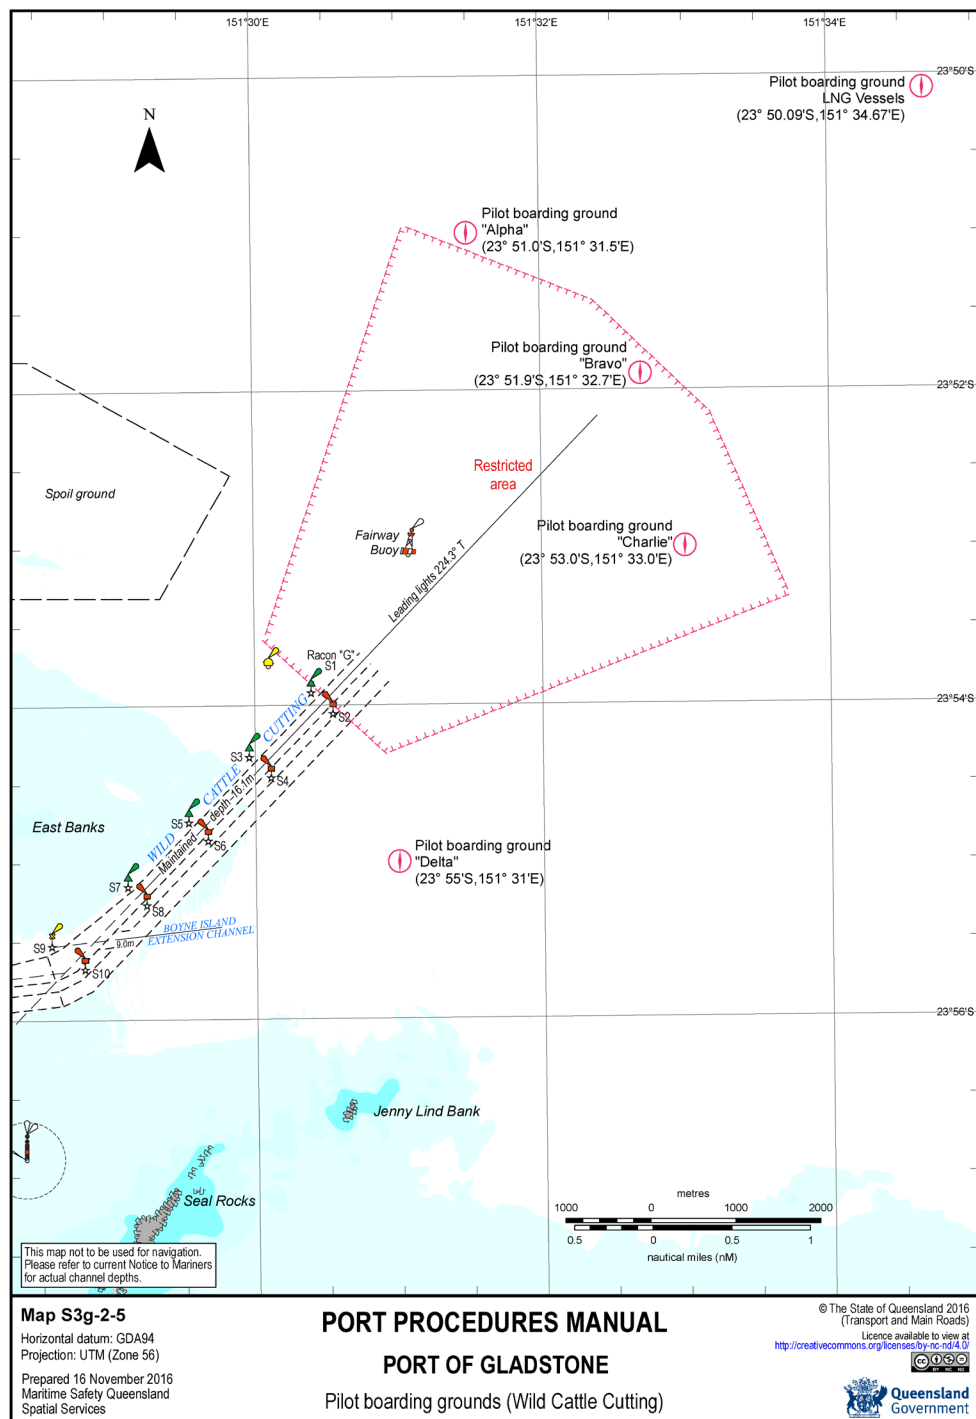 151°30'E
151°32'E
151°34'E
23°50'S
Pilot boarding ground
LNG Vessels
(23° 50.09'S,151° 34.67'E)
N
Pilot boarding ground
"Alpha"
(23° 51.0'S,151° 31.5'E)
Pilot boarding ground
"Bravo"
(23° 51.9'S,151° 32.7'E)
23°52'S
Restricted
area
Spoil ground
Fairway
Buoy
Pilot boarding ground
"Charlie"
(23° 53.0'S,151° 33.0'E)
Leading lights 224.3° T
Racon "G"
S1
S2
23°54'S
WILD CATTLE CUTTING
S3
S4
Maintained depth-16.1m
S5
S6
East Banks
Pilot boarding ground
"Delta"
(23° 55'S,151° 31'E)
S7
S8
BOYNE ISLAND
EXTENSION CHANNEL
9.0m
S9
S10
23°56'S
Jenny Lind Bank
Seal Rocks
metres
1000 0 1000 2000
0.5 0 0.5 1
nautical miles (nM)
This map not to be used for navigation.
Please refer to current Notice to Mariners
for actual channel depths.
Map S3g-2-5
Horizontal datum: GDA94
Projection: UTM (Zone 56)
Prepared 16 November 2016
Maritime Safety Queensland
Spatial Services
PORT PROCEDURES MANUAL
PORT OF GLADSTONE
Pilot boarding grounds (Wild Cattle Cutting)
© The State of Queensland 2016
(Transport and Main Roads)
Licence available to view at
http://creativecommons.org/licenses/by-nc-nd/4.0/
cc
BY NC ND
Queensland
Government